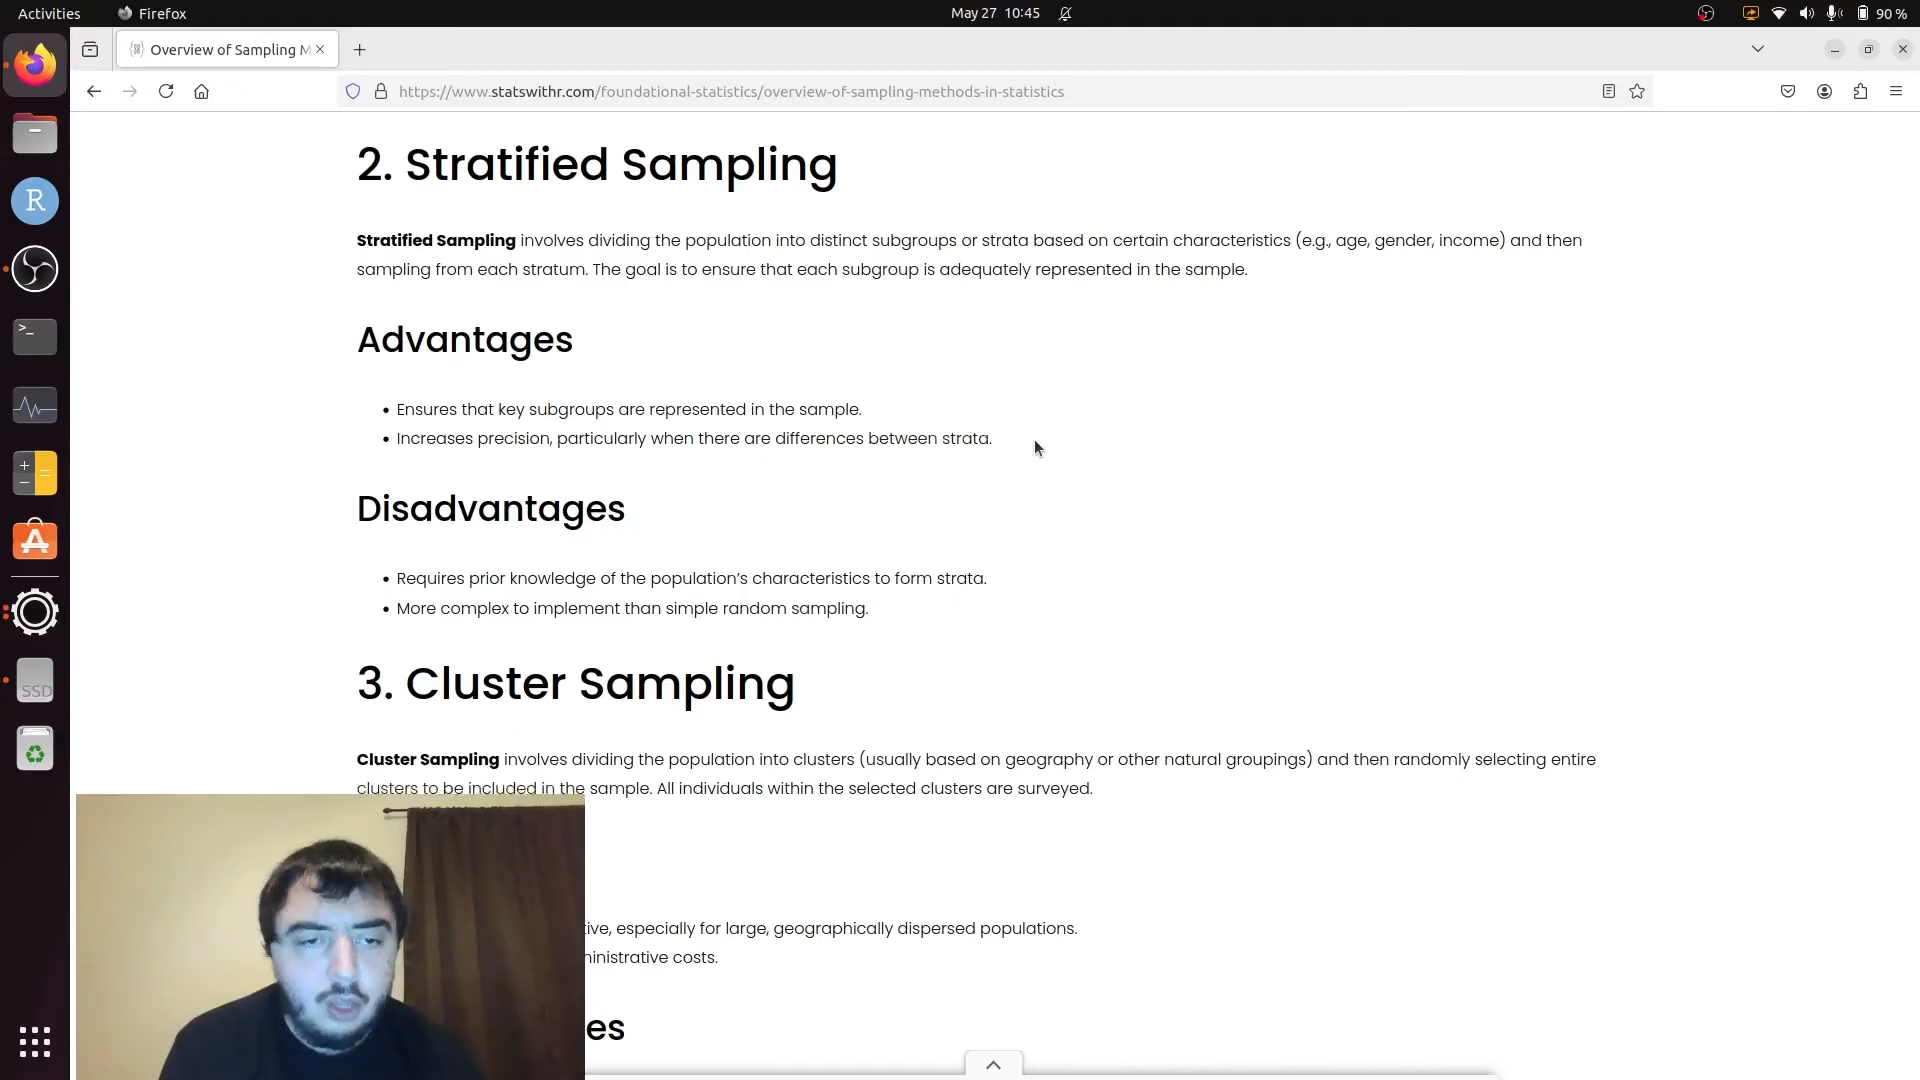 Activities
Firefox
May 27 10:45
90 %
Overview of Sampling M
https://www.statswithr.com/foundational-statistics/overview-of-sampling-methods-in-statistics
2. Stratified Sampling
Stratified Sampling involves dividing the population into distinct subgroups or strata based on certain characteristics (e.g., age, gender, income) and then
sampling from each stratum. The goal is to ensure that each subgroup is adequately represented in the sample.
Advantages
• Ensures that key subgroups are represented in the sample.
• Increases precision, particularly when there are differences between strata.
Disadvantages
• Requires prior knowledge of the population’s characteristics to form strata.
• More complex to implement than simple random sampling.
3. Cluster Sampling
Cluster Sampling involves dividing the population into clusters (usually based on geography or other natural groupings) and then randomly selecting entire
clusters to be included in the sample. All individuals within the selected clusters are surveyed.
tive, especially for large, geographically dispersed populations.
ministrative costs.
es
R
>_
SSD